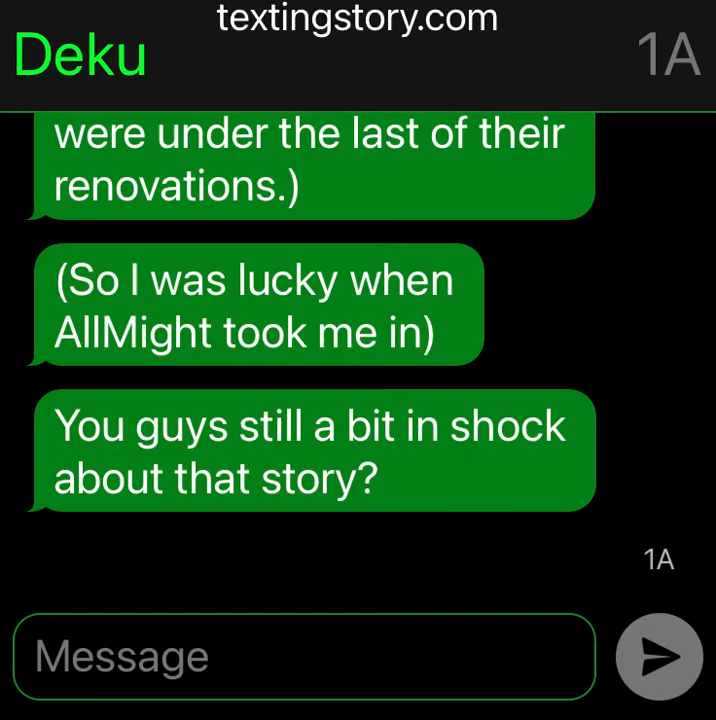 textingstory.com
Deku 1A
were under the last of their
renovations.)
(So I was lucky when
AllMight took me in)
You guys still a bit in shock
about that story?
1A
Message